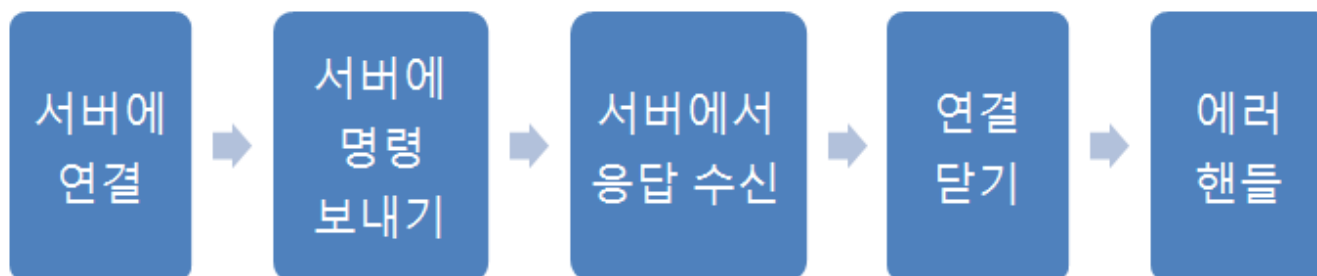 서버에
연결
서버에
명령
보내기
서버에서
응답 수신
연결
닫기
에러
핸들